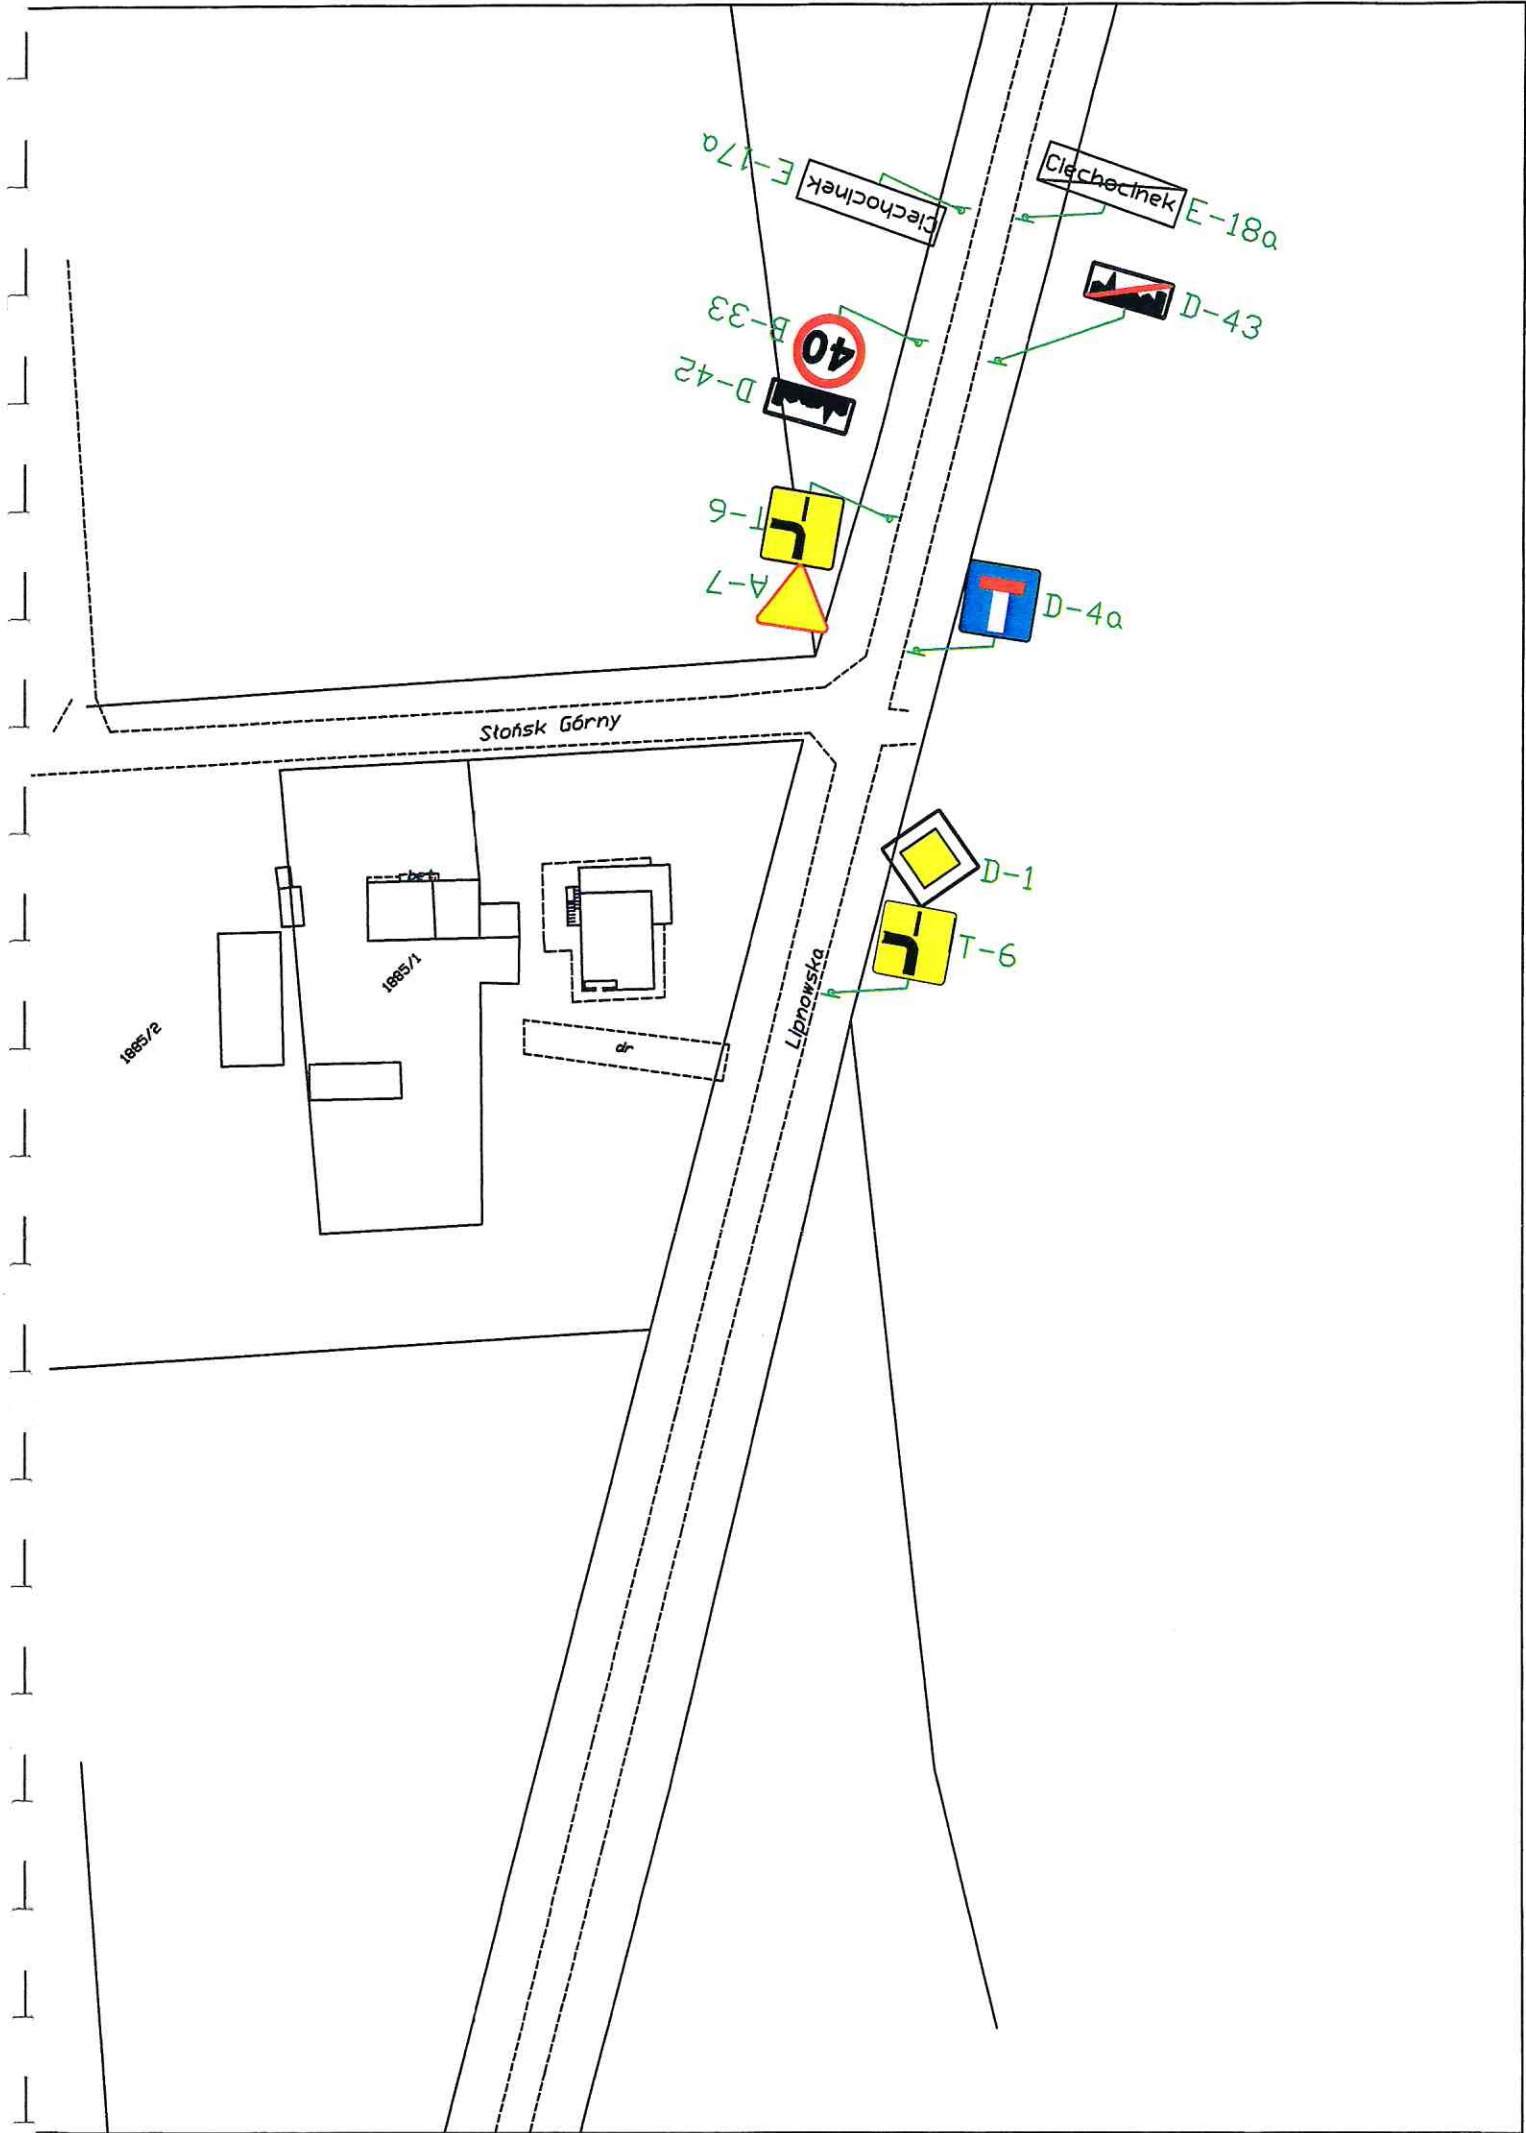 E-17a
Ciechocinek
Ciechocinek
E-18a
D-43
B-33
40
D-42
T-6
A-7
D-4a
Słońsk Górny
D-1
T-6
bet
1885/1
Lipnowska
1885/2
dr